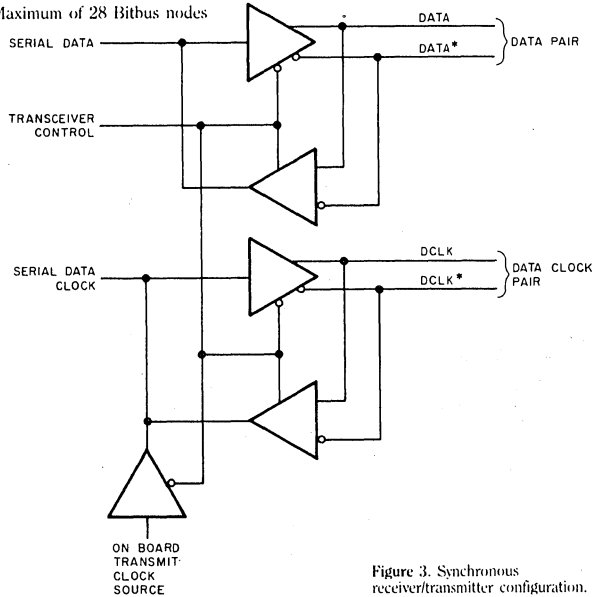 Maximum of 28 Bitbus nodes
SERIAL DATA
DATA
DATA*
DATA PAIR
TRANSCEIVER
CONTROL
SERIAL DATA
CLOCK
DCLK
DCLK*
DATA CLOCK
PAIR
ON BOARD
TRANSMIT
CLOCK
SOURCE
Figure 3. Synchronous
receiver/transmitter configuration.